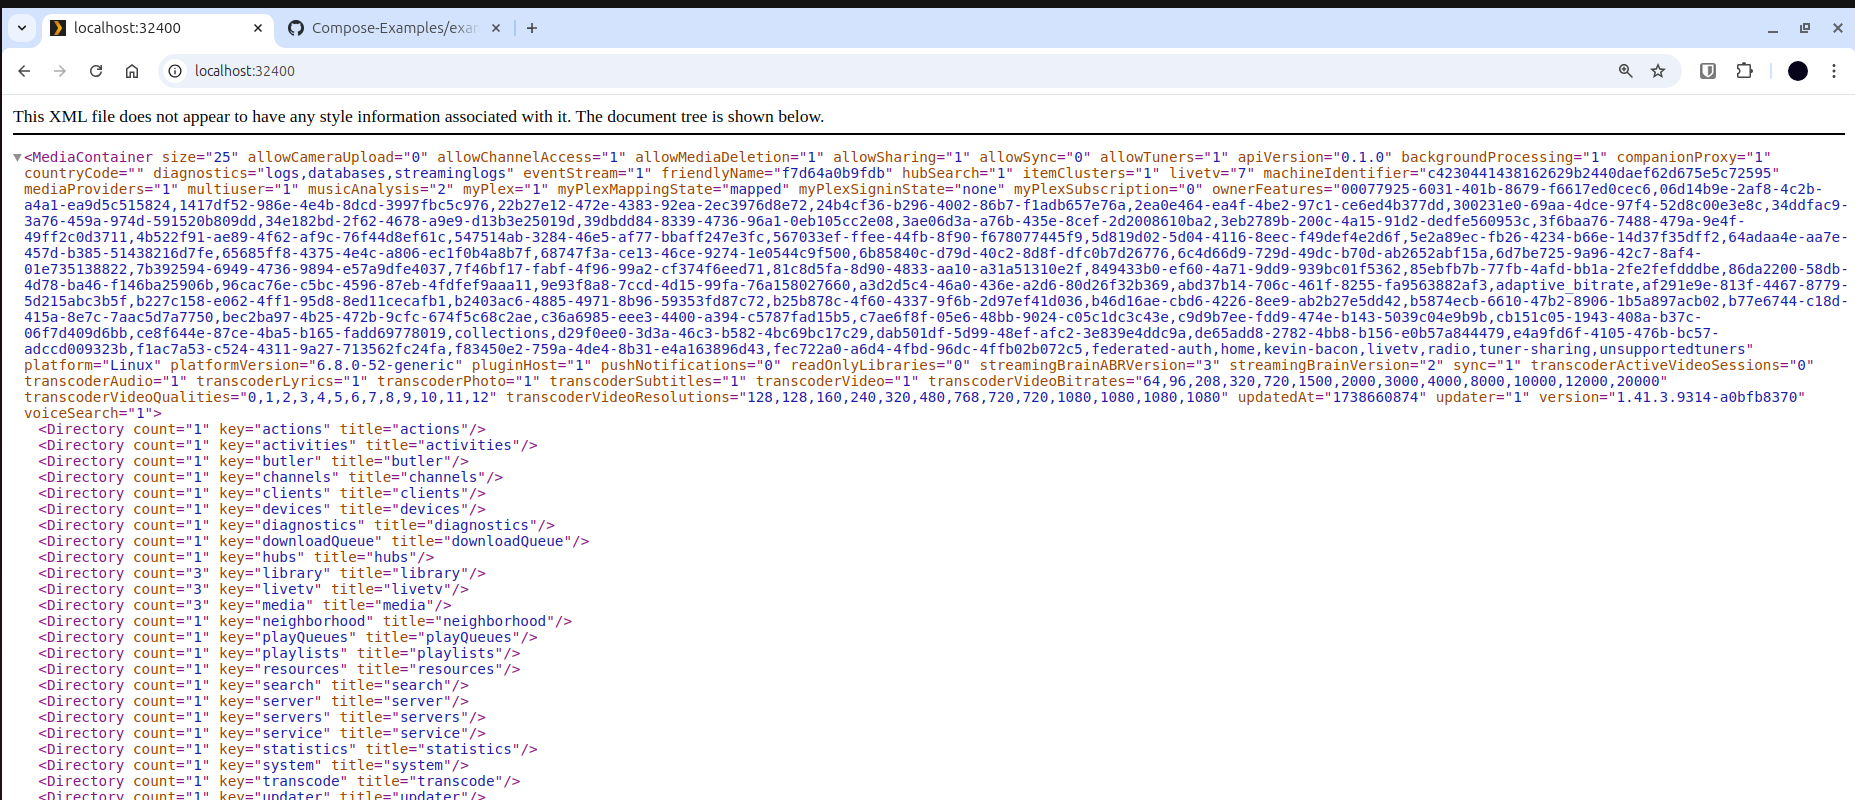 localhost:32400
Compose-Examples/exam
localhost:32400
This XML file does not appear to have any style information associated with it. The document tree is shown below.
<MediaContainer size="25" allowCameraUpload="0" allowChannelAccess="1" allowMediaDeletion="1" allowSharing="1" allowSync="0" allowTuners="1" apiVersion="0.1.0" backgroundProcessing="1" companionProxy="1"
countryCode="" diagnostics="logs,databases,streaminglogs" eventStream="1" friendlyName="f7d64a0b9fdb" hubSearch="1" itemClusters="1" livetv="7" machineIdentifier="c4230441438162629b2440daef62d675e5c72595"
mediaProviders="1" multiuser="1" musicAnalysis="2" myPlex="1" myPlexMappingState="mapped" myPlexSigninState="none" myPlexSubscription="0" ownerFeatures="00077925-6031-401b-8679-f6617ed0cec6,06d14b9e-2af8-4c2b-
a4a1-ea9d5c515824,1417df52-986e-4e4b-8dcd-3997fbc5c976,22b27e12-472e-4383-92ea-2ec3976d8e72,24b4cf36-b296-4002-86b7-f1adb657e76a,2ea0e464-ea4f-4be2-97c1-ce6ed4b377dd,300231e0-69aa-4dce-97f4-52d8c00e3e8c,34ddfac9-
3a76-459a-974d-591520b809dd,34e182bd-2f62-4678-a9e9-d13b3e25019d,39dbdd84-8339-4736-96a1-0eb105cc2e08,3ae06d3a-a76b-435e-8cef-2d2008610ba2,3eb2789b-200c-4a15-91d2-dedfe560953c,3f6baa76-7488-479a-9e4f-
49ff2c0d3711,4b522f91-ae89-4f62-af9c-76f44d8ef61c,547514ab-3284-46e5-af77-bbaff247e3fc,567033ef-ffee-44fb-8f90-f678077445f9,5d819d02-5d04-4116-8eec-f49def4e2d6f,5e2a89ec-fb26-4234-b66e-14d37f35dff2,64adaa4e-aa7e-
457d-b385-51438216d7fe,65685ff8-4375-4e4c-a806-ec1f0b4a8b7f,68747f3a-ce13-46ce-9274-1e0544c9f500,6b85840c-d79d-40c2-8d8f-dfc0b7d26776,6c4d66d9-729d-49dc-b70d-ab2652abf15a,6d7be725-9a96-42c7-8af4-
01e735138822,7b392594-6949-4736-9894-e57a9dfe4037,7f46bf17-fabf-4f96-99a2-cf374f6eed71,81c8d5fa-8d90-4833-aa10-a31a51310e2f,849433b0-ef60-4a71-9dd9-939bc01f5362,85ebfb7b-77fb-4afd-bb1a-2fe2fefdddbe,86da2200-58db-
4d78-ba46-f146ba25906b,96cac76e-c5bc-4596-87eb-4fdfef9aaa11,9e93f8a8-7ccd-4d15-99fa-76a158027660,a3d2d5c4-46a0-436e-a2d6-80d26f32b369,abd37b14-706c-461f-8255-fa9563882af3,adaptive_bitrate,af291e9e-813f-4467-8779-
5d215abc3b5f,b227c158-e062-4ff1-95d8-8ed11cecafb1,b2403ac6-4885-4971-8b96-59353fd87c72,b25b878c-4f60-4337-9f6b-2d97ef41d036,b46d16ae-cbd6-4226-8ee9-ab2b27e5dd42,b5874ecb-6610-47b2-8906-1b5a897acb02,b77e6744-c18d-
415a-8e7c-7aac5d7a7750,bec2ba97-4b25-472b-9cfc-674f5c68c2ae,c36a6985-eee3-4400-a394-c5787fad15b5,c7ae6f8f-05e6-48bb-9024-c05c1dc3c43e,c9d9b7ee-fdd9-474e-b143-5039c04e9b9b,cb151c05-1943-408a-b37c-
06f7d409d6bb,ce8f644e-87ce-4ba5-b165-fadd69778019,collections,d29f0ee0-3d3a-46c3-b582-4bc69bc17c29,dab501df-5d99-48ef-afc2-3e839e4ddc9a,de65add8-2782-4bb8-b156-e0b57a844479,e4a9fd6f-4105-476b-bc57-
adccd009323b,f1ac7a53-c524-4311-9a27-713562fc24fa,f83450e2-759a-4de4-8b31-e4a163896d43,fec722a0-a6d4-4fbd-96dc-4ffb02b072c5,federated-auth,home,kevin-bacon,livetv,radio,tuner-sharing,unsupportedtuners"
platform="Linux" platformVersion="6.8.0-52-generic" pluginHost="1" pushNotifications="0" readOnlyLibraries="0" streamingBrainABRVersion="3" streamingBrainVersion="2" sync="1" transcoderActiveVideoSessions="0"
transcoderAudio="1" transcoderLyrics="1" transcoderPhoto="1" transcoderSubtitles="1" transcoderVideo="1" transcoderVideoBitrates="64,96,208,320,720,1500,2000,3000,4000,8000,10000,12000,20000"
transcoderVideoQualities="0,1,2,3,4,5,6,7,8,9,10,11,12" transcoderVideoResolutions="128,128,160,240,320,480,768,720,720,1080,1080,1080,1080" updatedAt="1738660874" updater="1" version="1.41.3.9314-a0bfb8370"
voiceSearch="1">
<Directory count="1" key="actions" title="actions"/>
<Directory count="1" key="activities" title="activities"/>
<Directory count="1" key="butler" title="butler"/>
<Directory count="1" key="channels" title="channels"/>
<Directory count="1" key="clients" title="clients"/>
<Directory count="1" key="devices" title="devices"/>
<Directory count="1" key="diagnostics" title="diagnostics"/>
<Directory count="1" key="downloadQueue" title="downloadQueue"/>
<Directory count="1" key="hubs" title="hubs"/>
<Directory count="3" key="library" title="library"/>
<Directory count="3" key="livetv" title="livetv"/>
<Directory count="3" key="media" title="media"/>
<Directory count="1" key="neighborhood" title="neighborhood"/>
<Directory count="1" key="playQueues" title="playQueues"/>
<Directory count="1" key="playlists" title="playlists"/>
<Directory count="1" key="resources" title="resources"/>
<Directory count="1" key="search" title="search"/>
<Directory count="1" key="server" title="server"/>
<Directory count="1" key="servers" title="servers"/>
<Directory count="1" key="service" title="service"/>
<Directory count="1" key="statistics" title="statistics"/>
<Directory count="1" key="system" title="system"/>
<Directory count="1" key="transcode" title="transcode"/>
<Directory count="1" key="updater" title="updater"/>